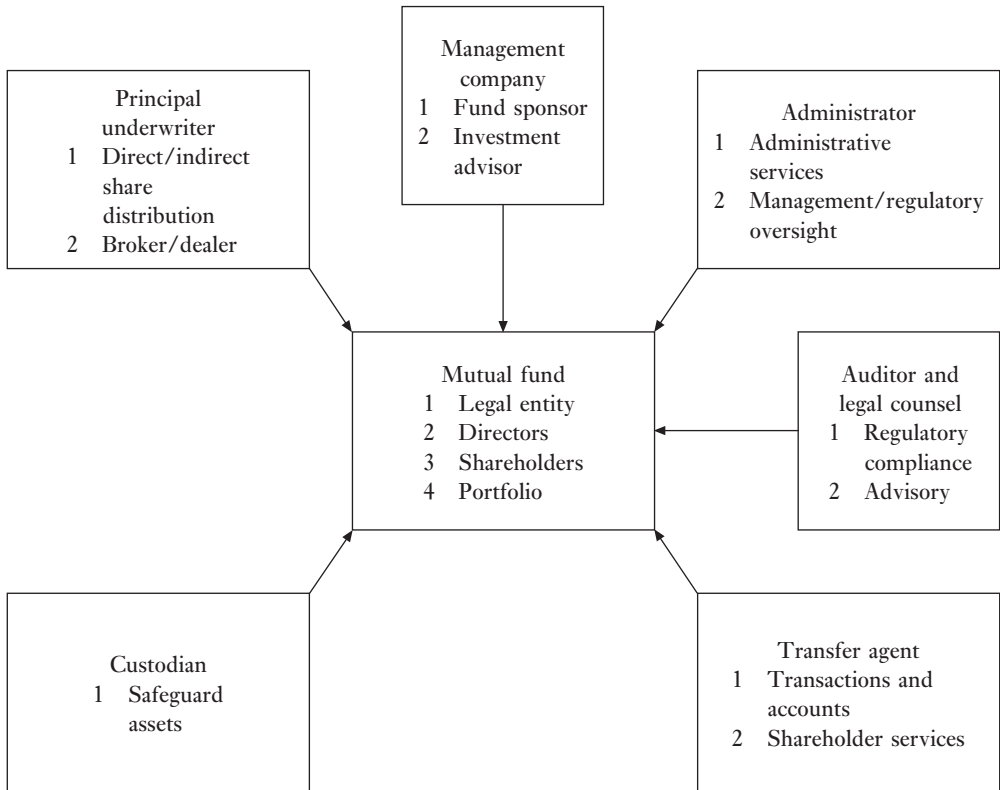 Management
company
1 Fund sponsor
2 Investment
advisor
Principal
underwriter
1 Direct/indirect
share
distribution
2 Broker/dealer
Administrator
1 Administrative
services
2 Management/regulatory
oversight
Mutual fund
1 Legal entity
2 Directors
3 Shareholders
4 Portfolio
Auditor and
legal counsel
1 Regulatory
compliance
2 Advisory
Custodian
1 Safeguard
assets
Transfer agent
1 Transactions and
accounts
2 Shareholder services